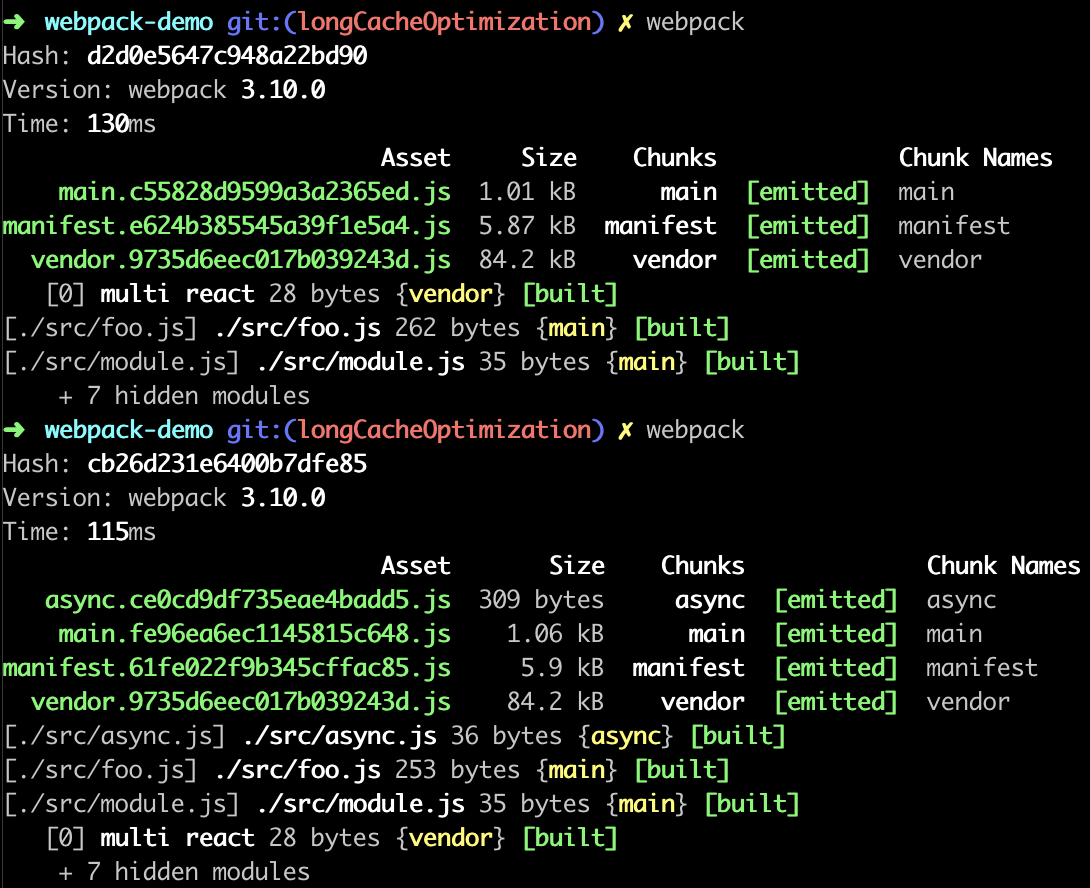 ➜ webpack-demo git:(longCacheOptimization) ✗ webpack
Hash: d2d0e5647c948a22bd90
Version: webpack 3.10.0
Time: 130ms
Asset Size Chunks Chunk Names
main.c55828d9599a3a2365ed.js 1.01 kB main [emitted] main
manifest.e624b385545a39f1e5a4.js 5.87 kB manifest [emitted] manifest
vendor.9735d6eec017b039243d.js 84.2 kB vendor [emitted] vendor
[0] multi react 28 bytes {vendor} [built]
[./src/foo.js] ./src/foo.js 262 bytes {main} [built]
[./src/module.js] ./src/module.js 35 bytes {main} [built]
+ 7 hidden modules
➜ webpack-demo git:(longCacheOptimization) ✗ webpack
Hash: cb26d231e6400b7dfe85
Version: webpack 3.10.0
Time: 115ms
Asset Size Chunks Chunk Names
async.ce0cd9df735eae4badd5.js 309 bytes async [emitted] async
main.fe96ea6ec1145815c648.js 1.06 kB main [emitted] main
manifest.61fe022f9b345cffac85.js 5.9 kB manifest [emitted] manifest
vendor.9735d6eec017b039243d.js 84.2 kB vendor [emitted] vendor
[./src/async.js] ./src/async.js 36 bytes {async} [built]
[./src/foo.js] ./src/foo.js 253 bytes {main} [built]
[./src/module.js] ./src/module.js 35 bytes {main} [built]
[0] multi react 28 bytes {vendor} [built]
+ 7 hidden modules